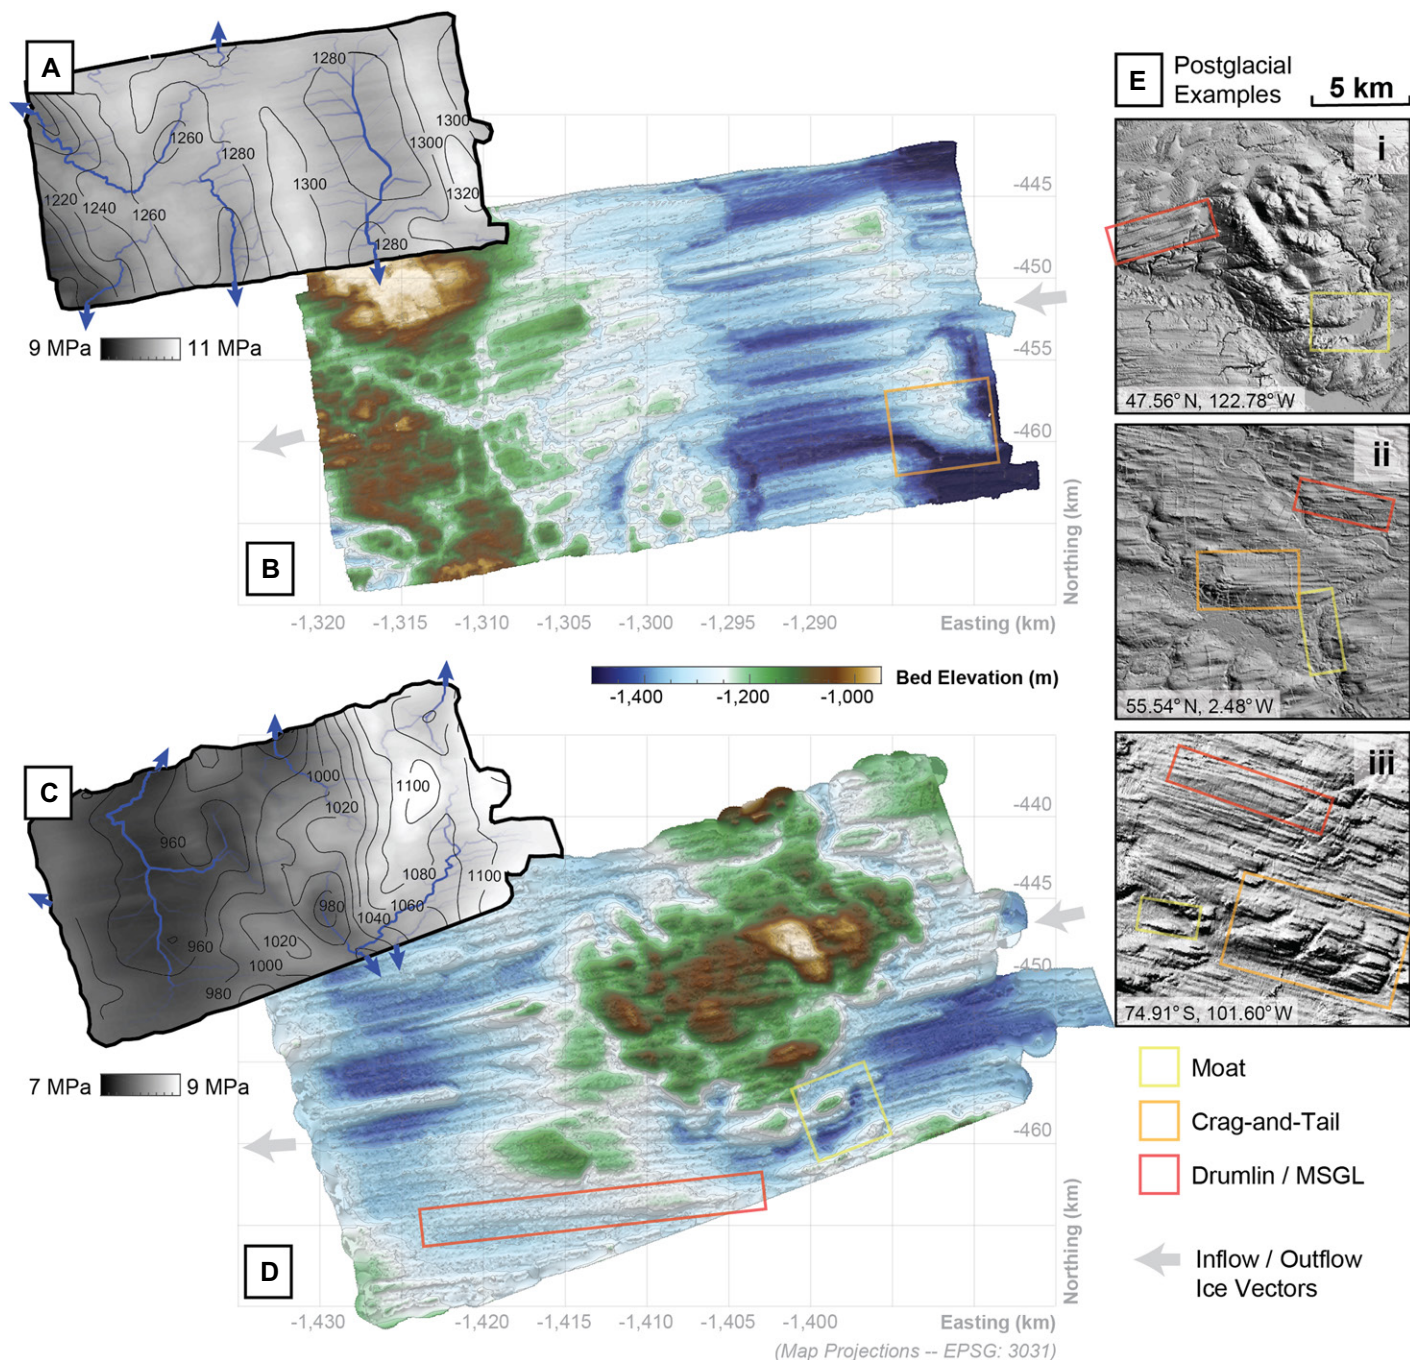 A
1280
1300
1300
1320
1260
1280
1300
1220
1240
1260
1280
9 MPa
11 MPa
B
-445
-450
-455
-460
Northing (km)
-1,320
-1,315
-1,310
-1,305
-1,300
-1,295
-1,290
Easting (km)
-1,400
-1,200
-1,000
Bed Elevation (m)
C
1000
1020
1100
960
1080
1100
980
1060
1040
960
1020
1000
980
7 MPa
9 MPa
D
-440
-445
-450
-460
Northing (km)
-1,430
-1,420
-1,415
-1,410
-1,405
-1,400
Easting (km)
(Map Projections -- EPSG: 3031)
E
Postglacial
Examples
5 km
i
47.56° N, 122.78° W
ii
55.54° N, 2.48° W
iii
74.91° S, 101.60° W
Moat
Crag-and-Tail
Drumlin / MSGL
Inflow / Outflow
Ice Vectors